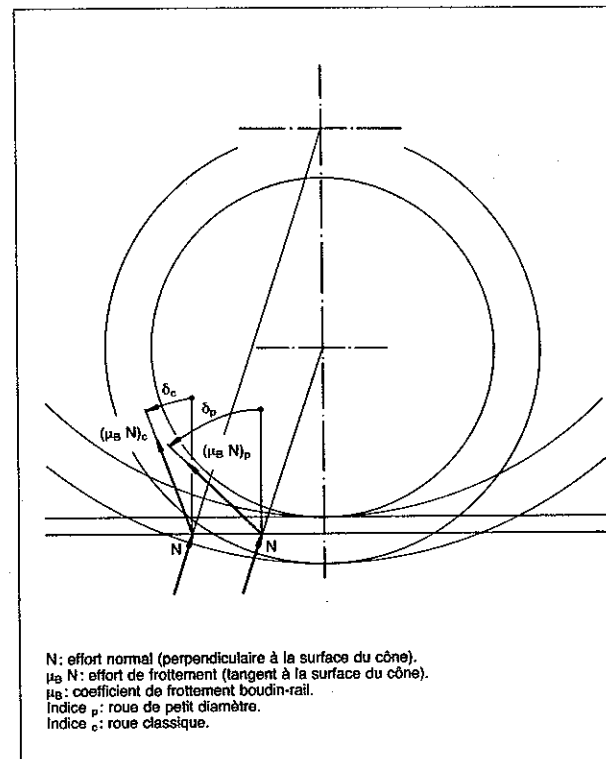 δc
δp
(μB N)c
(μB N)p
N
N
N: effort normal (perpendiculaire à la surface du cône).
μB N: effort de frottement (tangent à la surface du cône).
μB: coefficient de frottement boudin-rail.
Indice p: roue de petit diamètre.
Indice c: roue classique.